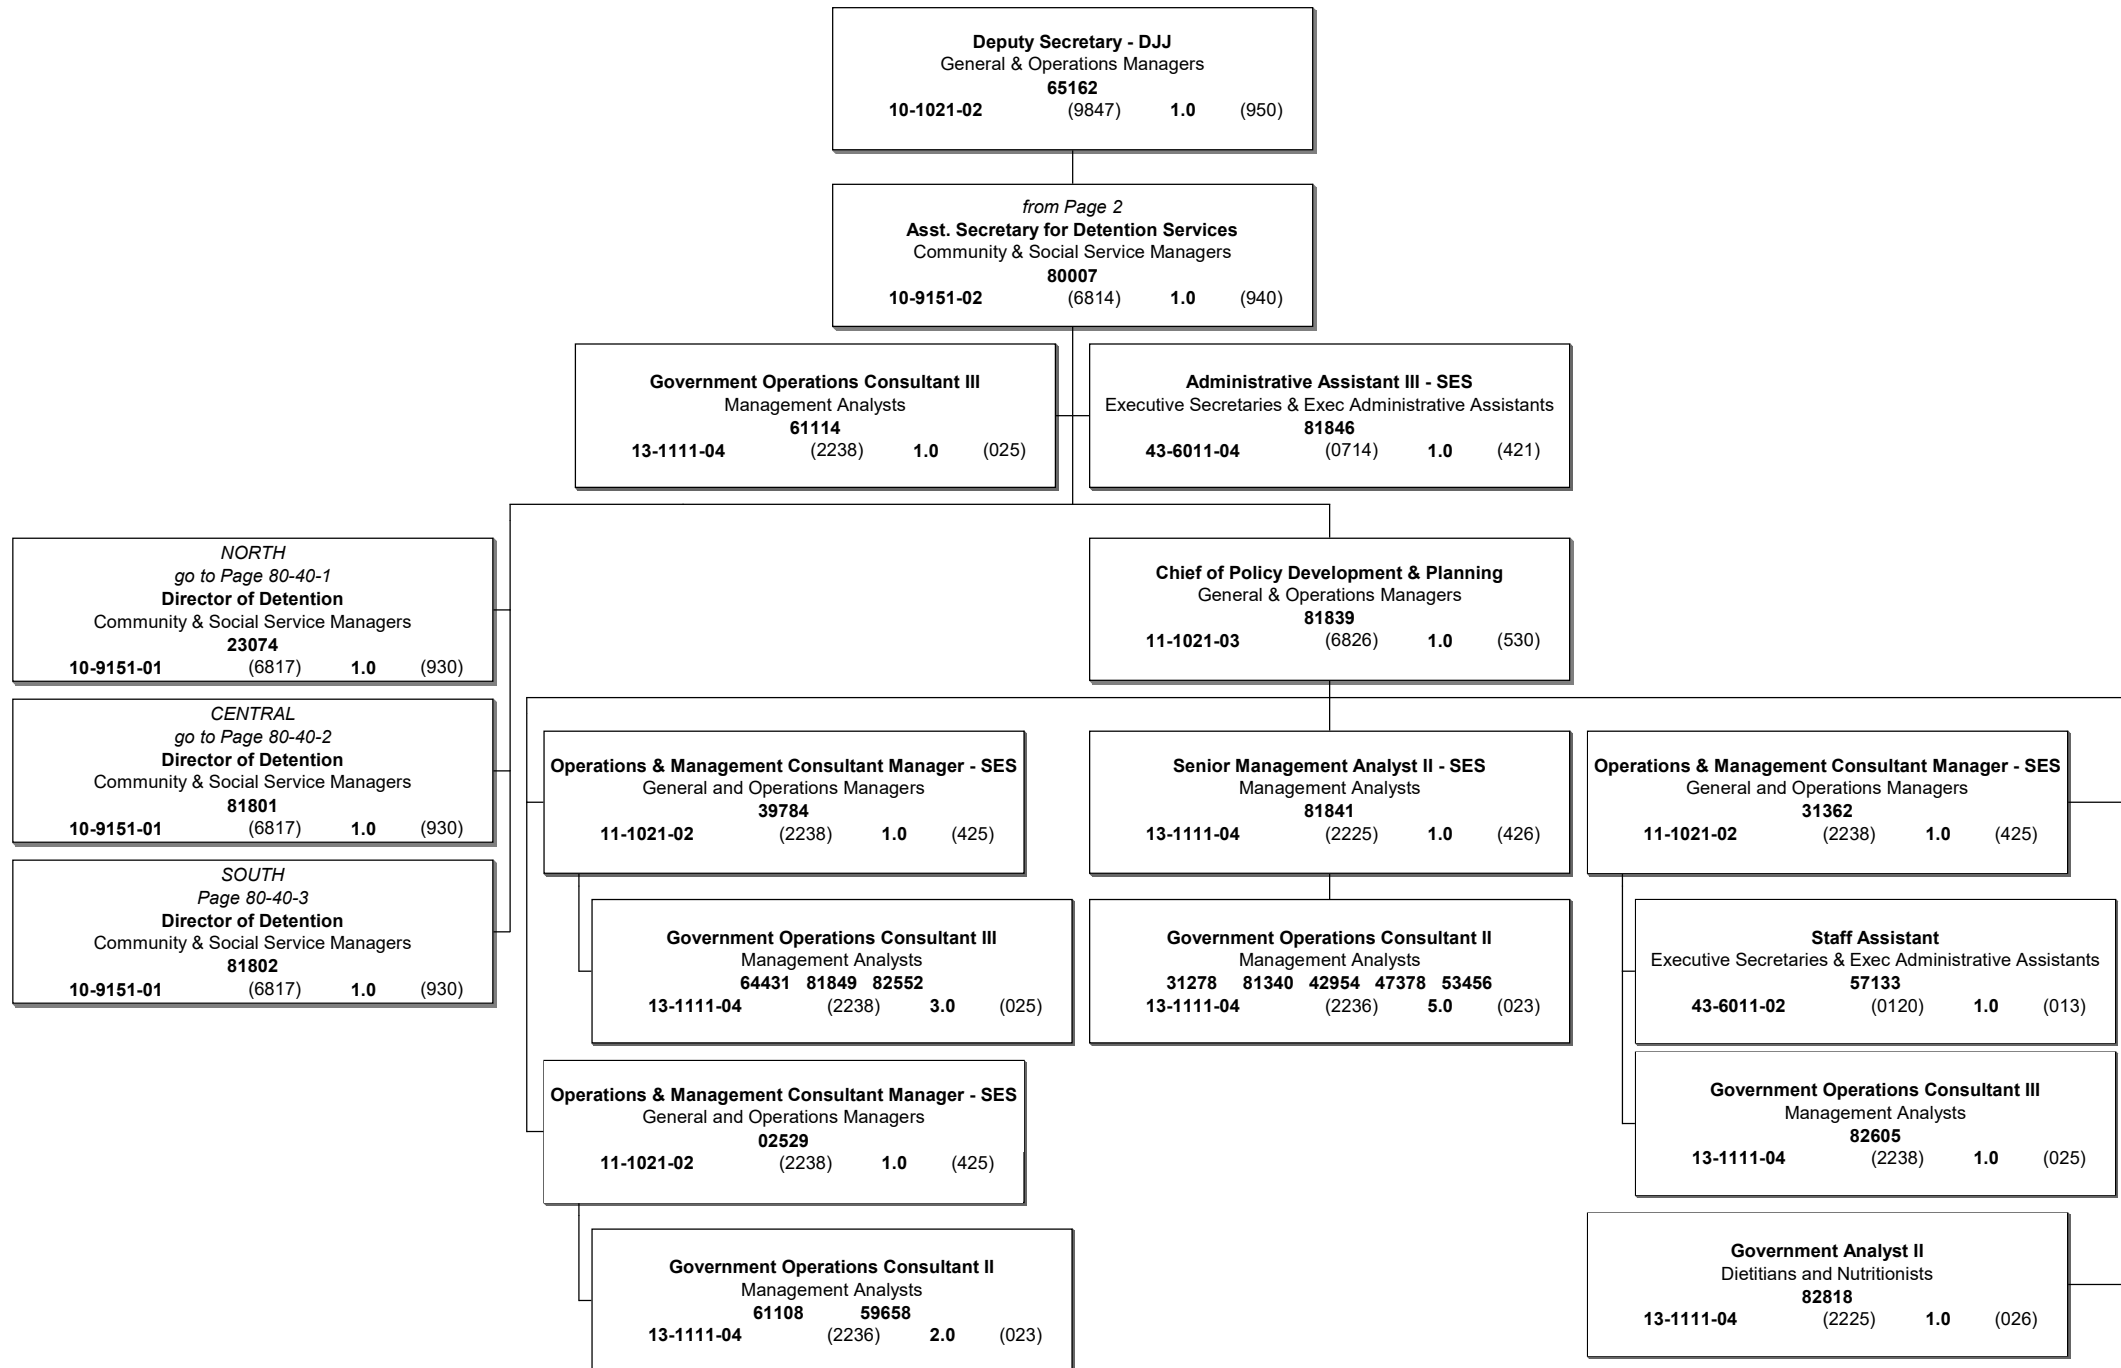 Deputy Secretary - DJJ
General & Operations Managers
65162
10-1021-02 (9847) 1.0 (950)
from Page 2
Asst. Secretary for Detention Services
Community & Social Service Managers
80007
10-9151-02 (6814) 1.0 (940)
Government Operations Consultant III
Management Analysts
61114
13-1111-04 (2238) 1.0 (025)
Administrative Assistant III - SES
Executive Secretaries & Exec Administrative Assistants
81846
43-6011-04 (0714) 1.0 (421)
NORTH
go to Page 80-40-1
Director of Detention
Community & Social Service Managers
23074
10-9151-01 (6817) 1.0 (930)
CENTRAL
go to Page 80-40-2
Director of Detention
Community & Social Service Managers
81801
10-9151-01 (6817) 1.0 (930)
SOUTH
Page 80-40-3
Director of Detention
Community & Social Service Managers
81802
10-9151-01 (6817) 1.0 (930)
Chief of Policy Development & Planning
General & Operations Managers
81839
11-1021-03 (6826) 1.0 (530)
Operations & Management Consultant Manager - SES
General and Operations Managers
39784
11-1021-02 (2238) 1.0 (425)
Government Operations Consultant III
Management Analysts
64431 81849 82552
13-1111-04 (2238) 3.0 (025)
Operations & Management Consultant Manager - SES
General and Operations Managers
02529
11-1021-02 (2238) 1.0 (425)
Government Operations Consultant II
Management Analysts
61108 59658
13-1111-04 (2236) 2.0 (023)
Senior Management Analyst II - SES
Management Analysts
81841
13-1111-04 (2225) 1.0 (426)
Government Operations Consultant II
Management Analysts
31278 81340 42954 47378 53456
13-1111-04 (2236) 5.0 (023)
Operations & Management Consultant Manager - SES
General and Operations Managers
31362
11-1021-02 (2238) 1.0 (425)
Staff Assistant
Executive Secretaries & Exec Administrative Assistants
57133
43-6011-02 (0120) 1.0 (013)
Government Operations Consultant III
Management Analysts
82605
13-1111-04 (2238) 1.0 (025)
Government Analyst II
Dietitians and Nutritionists
82818
13-1111-04 (2225) 1.0 (026)